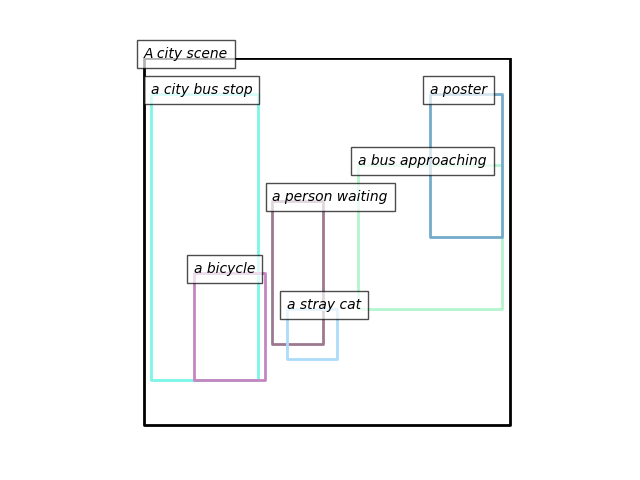 A city scene
a city bus stop
a poster
a bus approaching
a person waiting
a bicycle
a stray cat